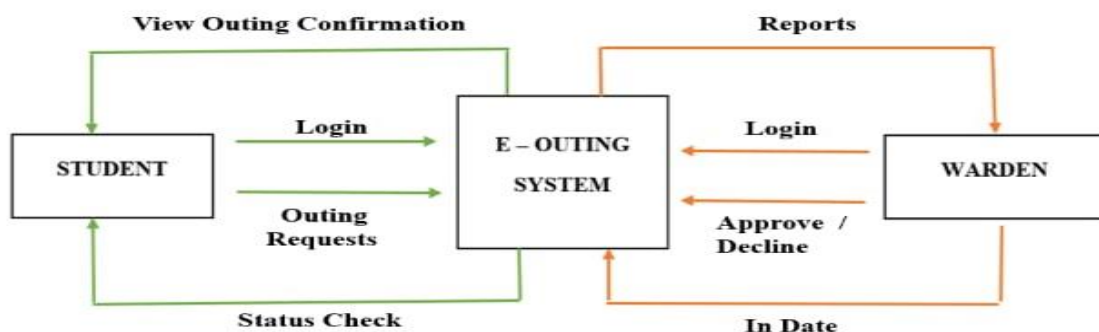 View Outing Confirmation
Reports
Login
Login
STUDENT
E – OUTING
SYSTEM
WARDEN
Outing
Requests
Approve /
Decline
Status Check
In Date